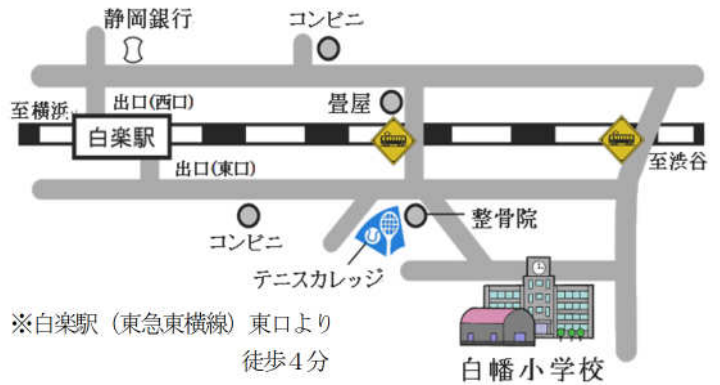 静岡銀行
コンビニ
至横浜
出口(西口)
畳屋
白楽駅
至渋谷
出口(東口)
コンビニ
整骨院
テニスカレッジ
※白楽駅（東急東横線）東口より
徒歩４分
白幡小学校